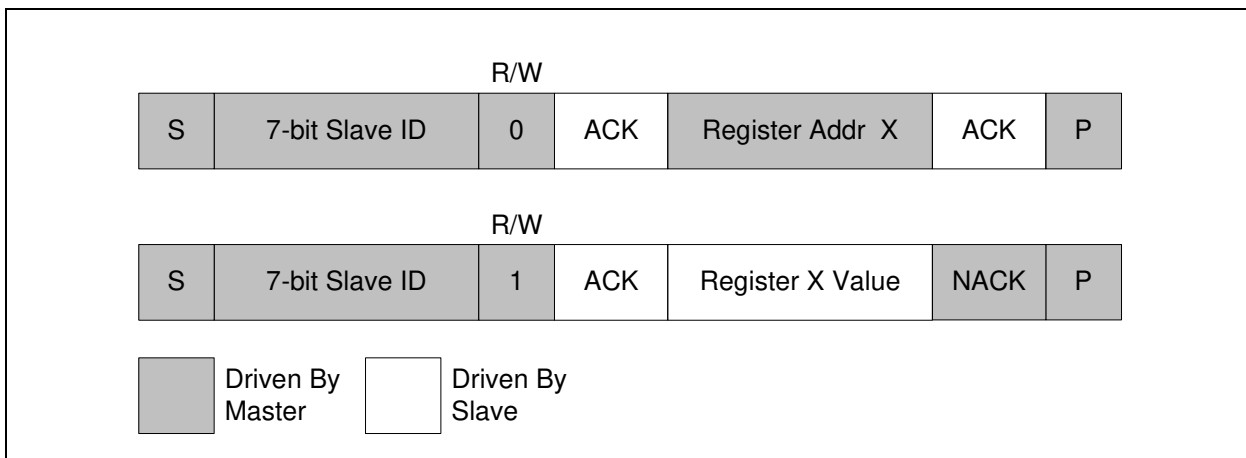 R/W
S 7-bit Slave ID 0 ACK Register Addr X ACK P
R/W
S 7-bit Slave ID 1 ACK Register X Value NACK P
Driven By Master
Driven By Slave